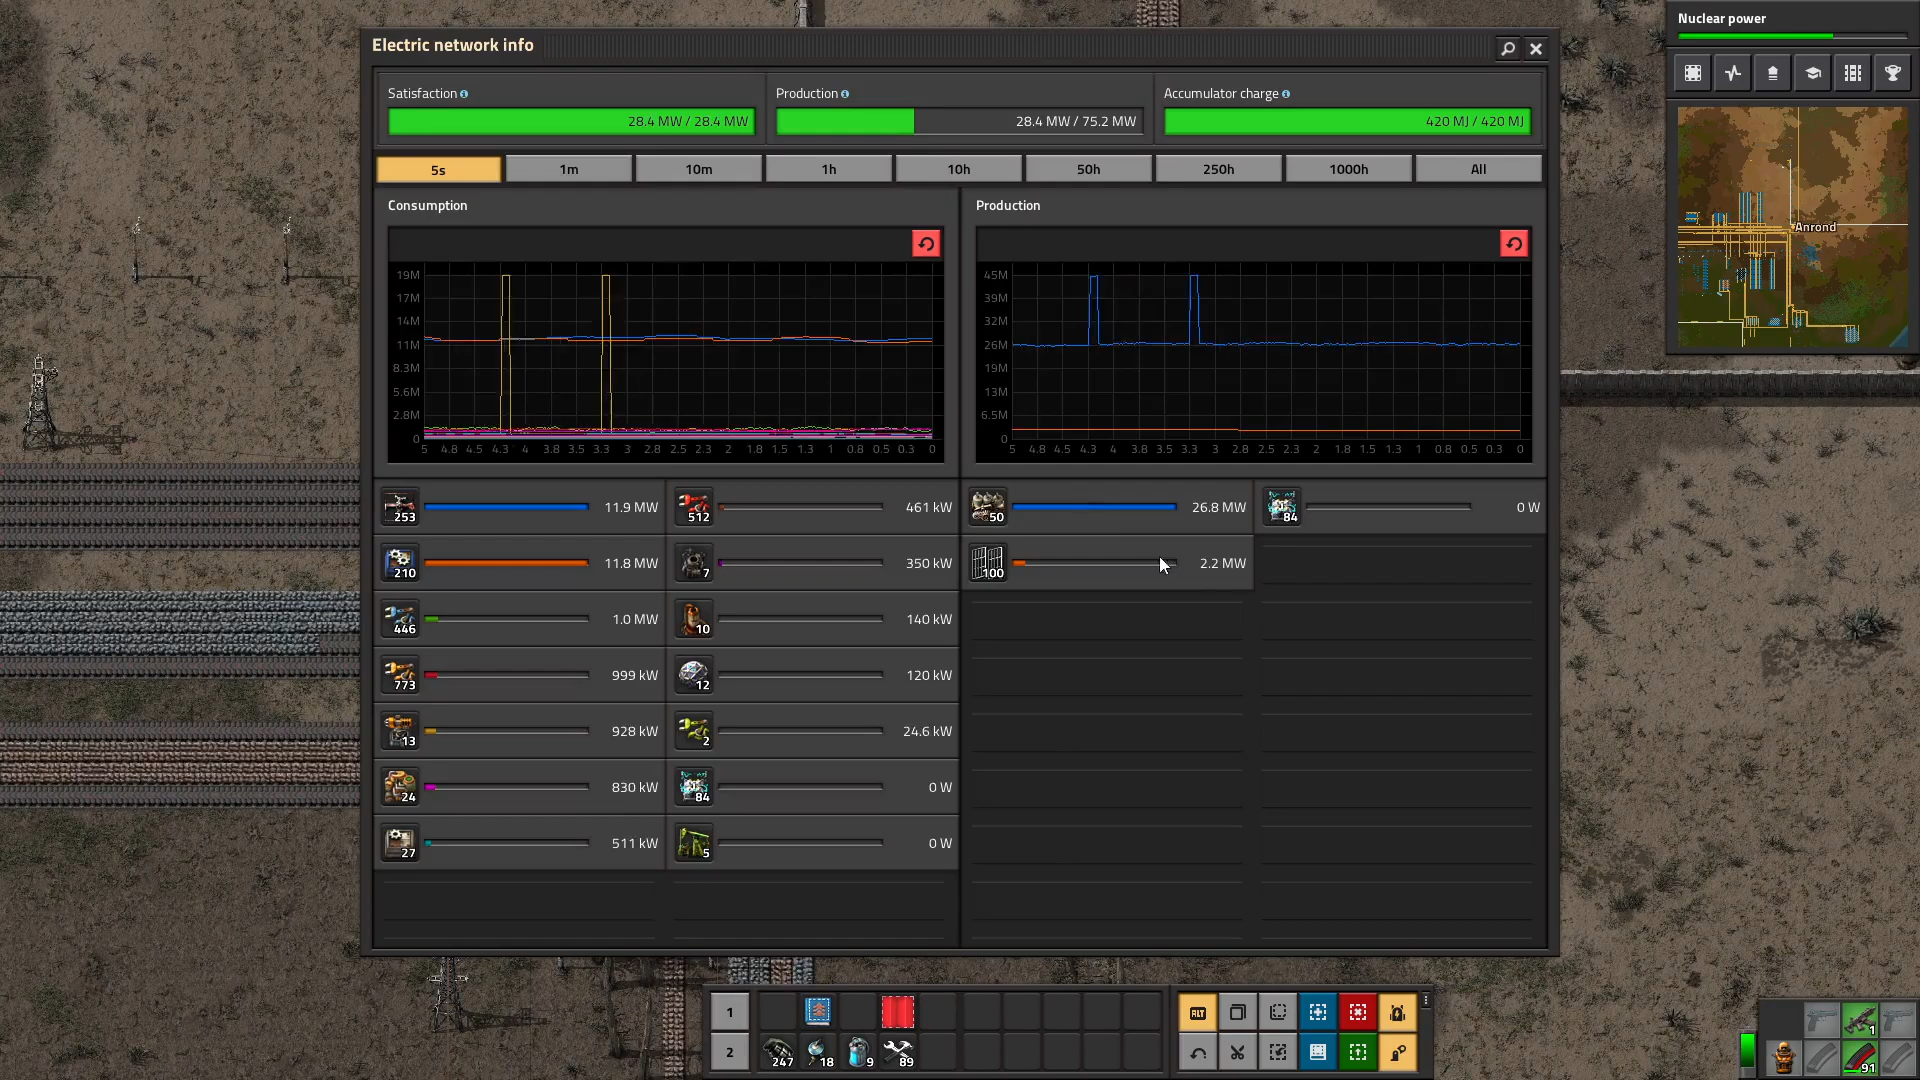 Electric network info
Nuclear power
Satisfaction
Production
Accumulator charge
28.4 MW / 28.4 MW
28.4 MW / 75.2 MW
420 MJ / 420 MJ
5s 1m 10m 1h 10h 50h 250h 1000h All
Consumption
Production
Anrond
19M
17M
14M
11M
8.3M
5.6M
2.8M
0
5 4.8 4.5 4.3 4 3.8 3.5 3.3 3 2.8 2.5 2.3 2 1.8 1.5 1.3 1 0.8 0.5 0.3 0
45M
39M
32M
26M
19M
13M
6.5M
0
5 4.8 4.5 4.3 4 3.8 3.5 3.3 3 2.8 2.5 2.3 2 1.8 1.5 1.3 1 0.8 0.5 0.3 0
253 11.9 MW 512 461 kW 50 26.8 MW 84 0 W
210 11.8 MW 7 350 kW 100 2.2 MW
446 1.0 MW 10 140 kW
773 999 kW 12 120 kW
13 928 kW 2 24.6 kW
24 830 kW 84 0 W
27 511 kW 5 0 W
1 ALT
2 247 18 9 89
1
91